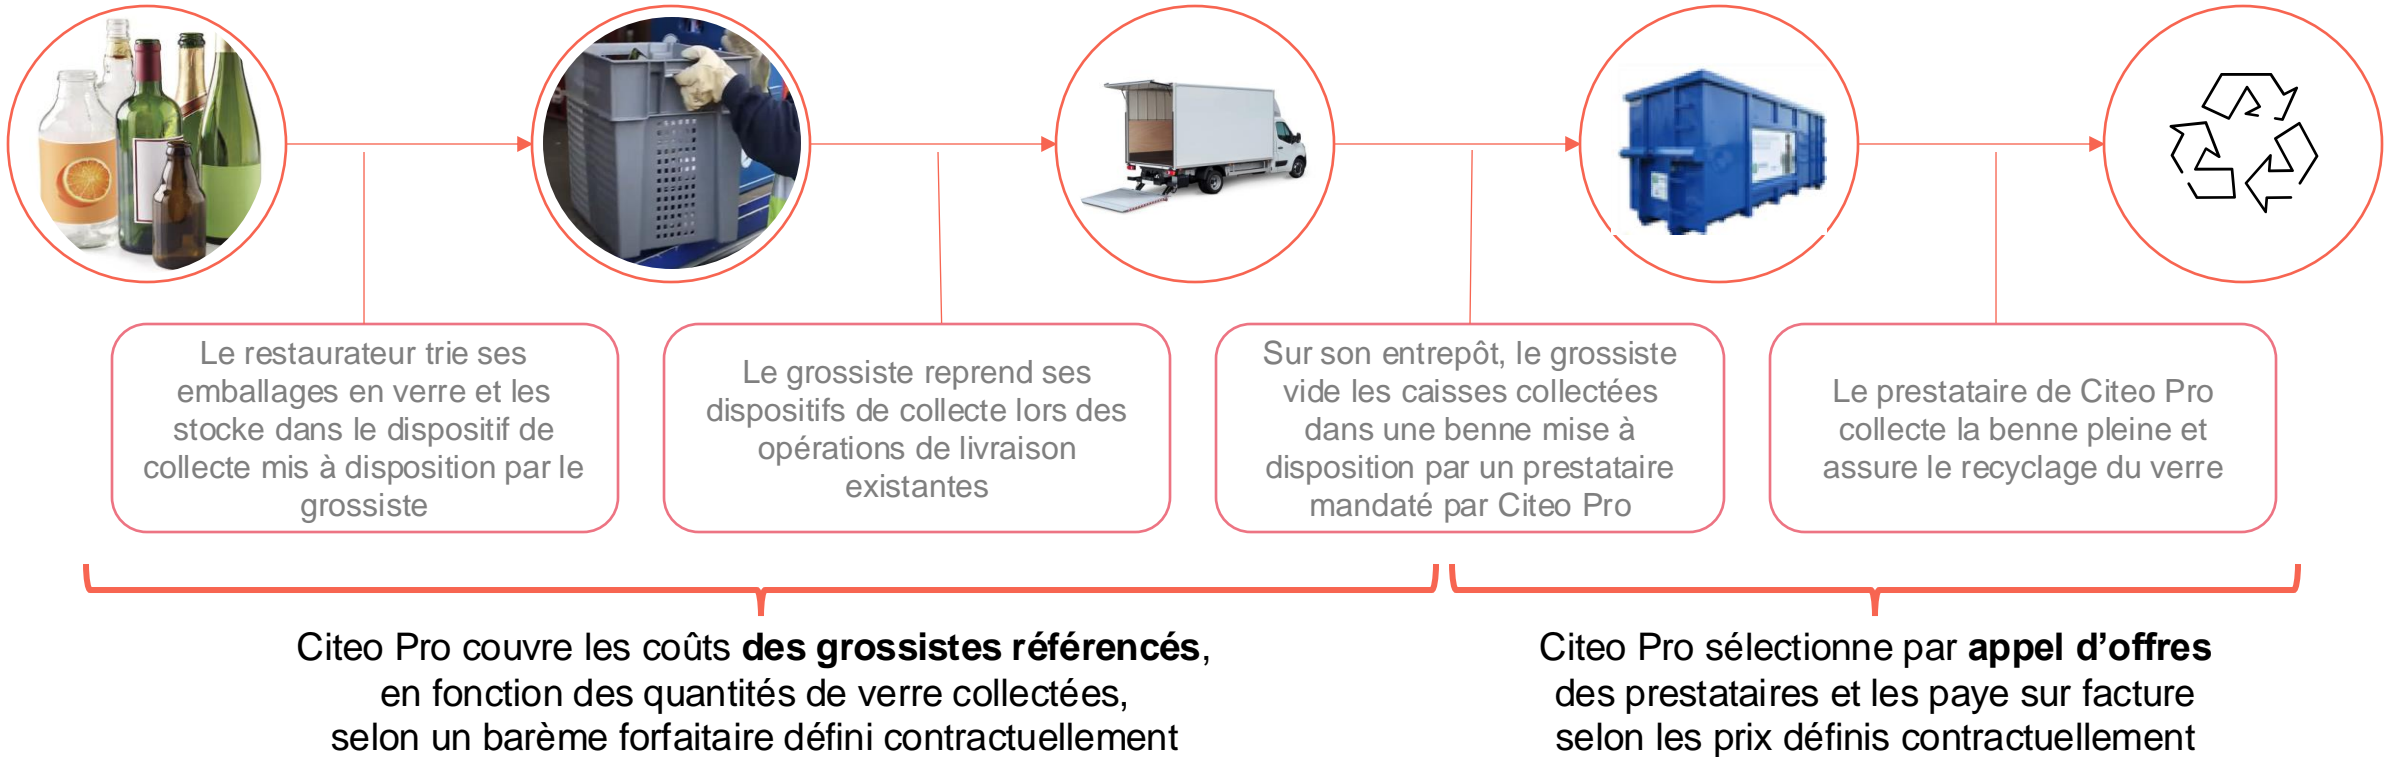 Le restaurateur trie ses
emballages en verre et les
stocke dans le dispositif de
collecte mis à disposition par le
grossiste
Le grossiste reprend ses
dispositifs de collecte lors des
opérations de livraison
existantes
Sur son entrepôt, le grossiste
vide les caisses collectées
dans une benne mise à
disposition par un prestataire
mandaté par Citeo Pro
Le prestataire de Citeo Pro
collecte la benne pleine et
assure le recyclage du verre
Citeo Pro couvre les coûts des grossistes référencés,
en fonction des quantités de verre collectées,
selon un barème forfaitaire défini contractuellement
Citeo Pro sélectionne par appel d’offres
des prestataires et les paye sur facture
selon les prix définis contractuellement